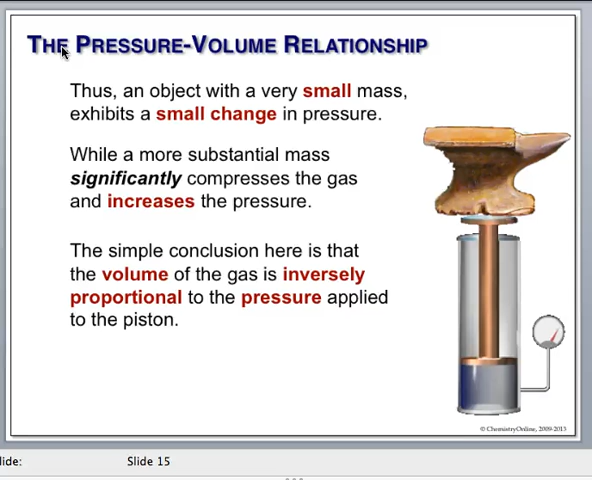 THE PRESSURE-VOLUME RELATIONSHIP
Thus, an object with a very small mass,
exhibits a small change in pressure.
While a more substantial mass
significantly compresses the gas
and increases the pressure.
The simple conclusion here is that
the volume of the gas is inversely
proportional to the pressure applied
to the piston.
© ChemistryOnline, 2009-2013
lide:
Slide 15